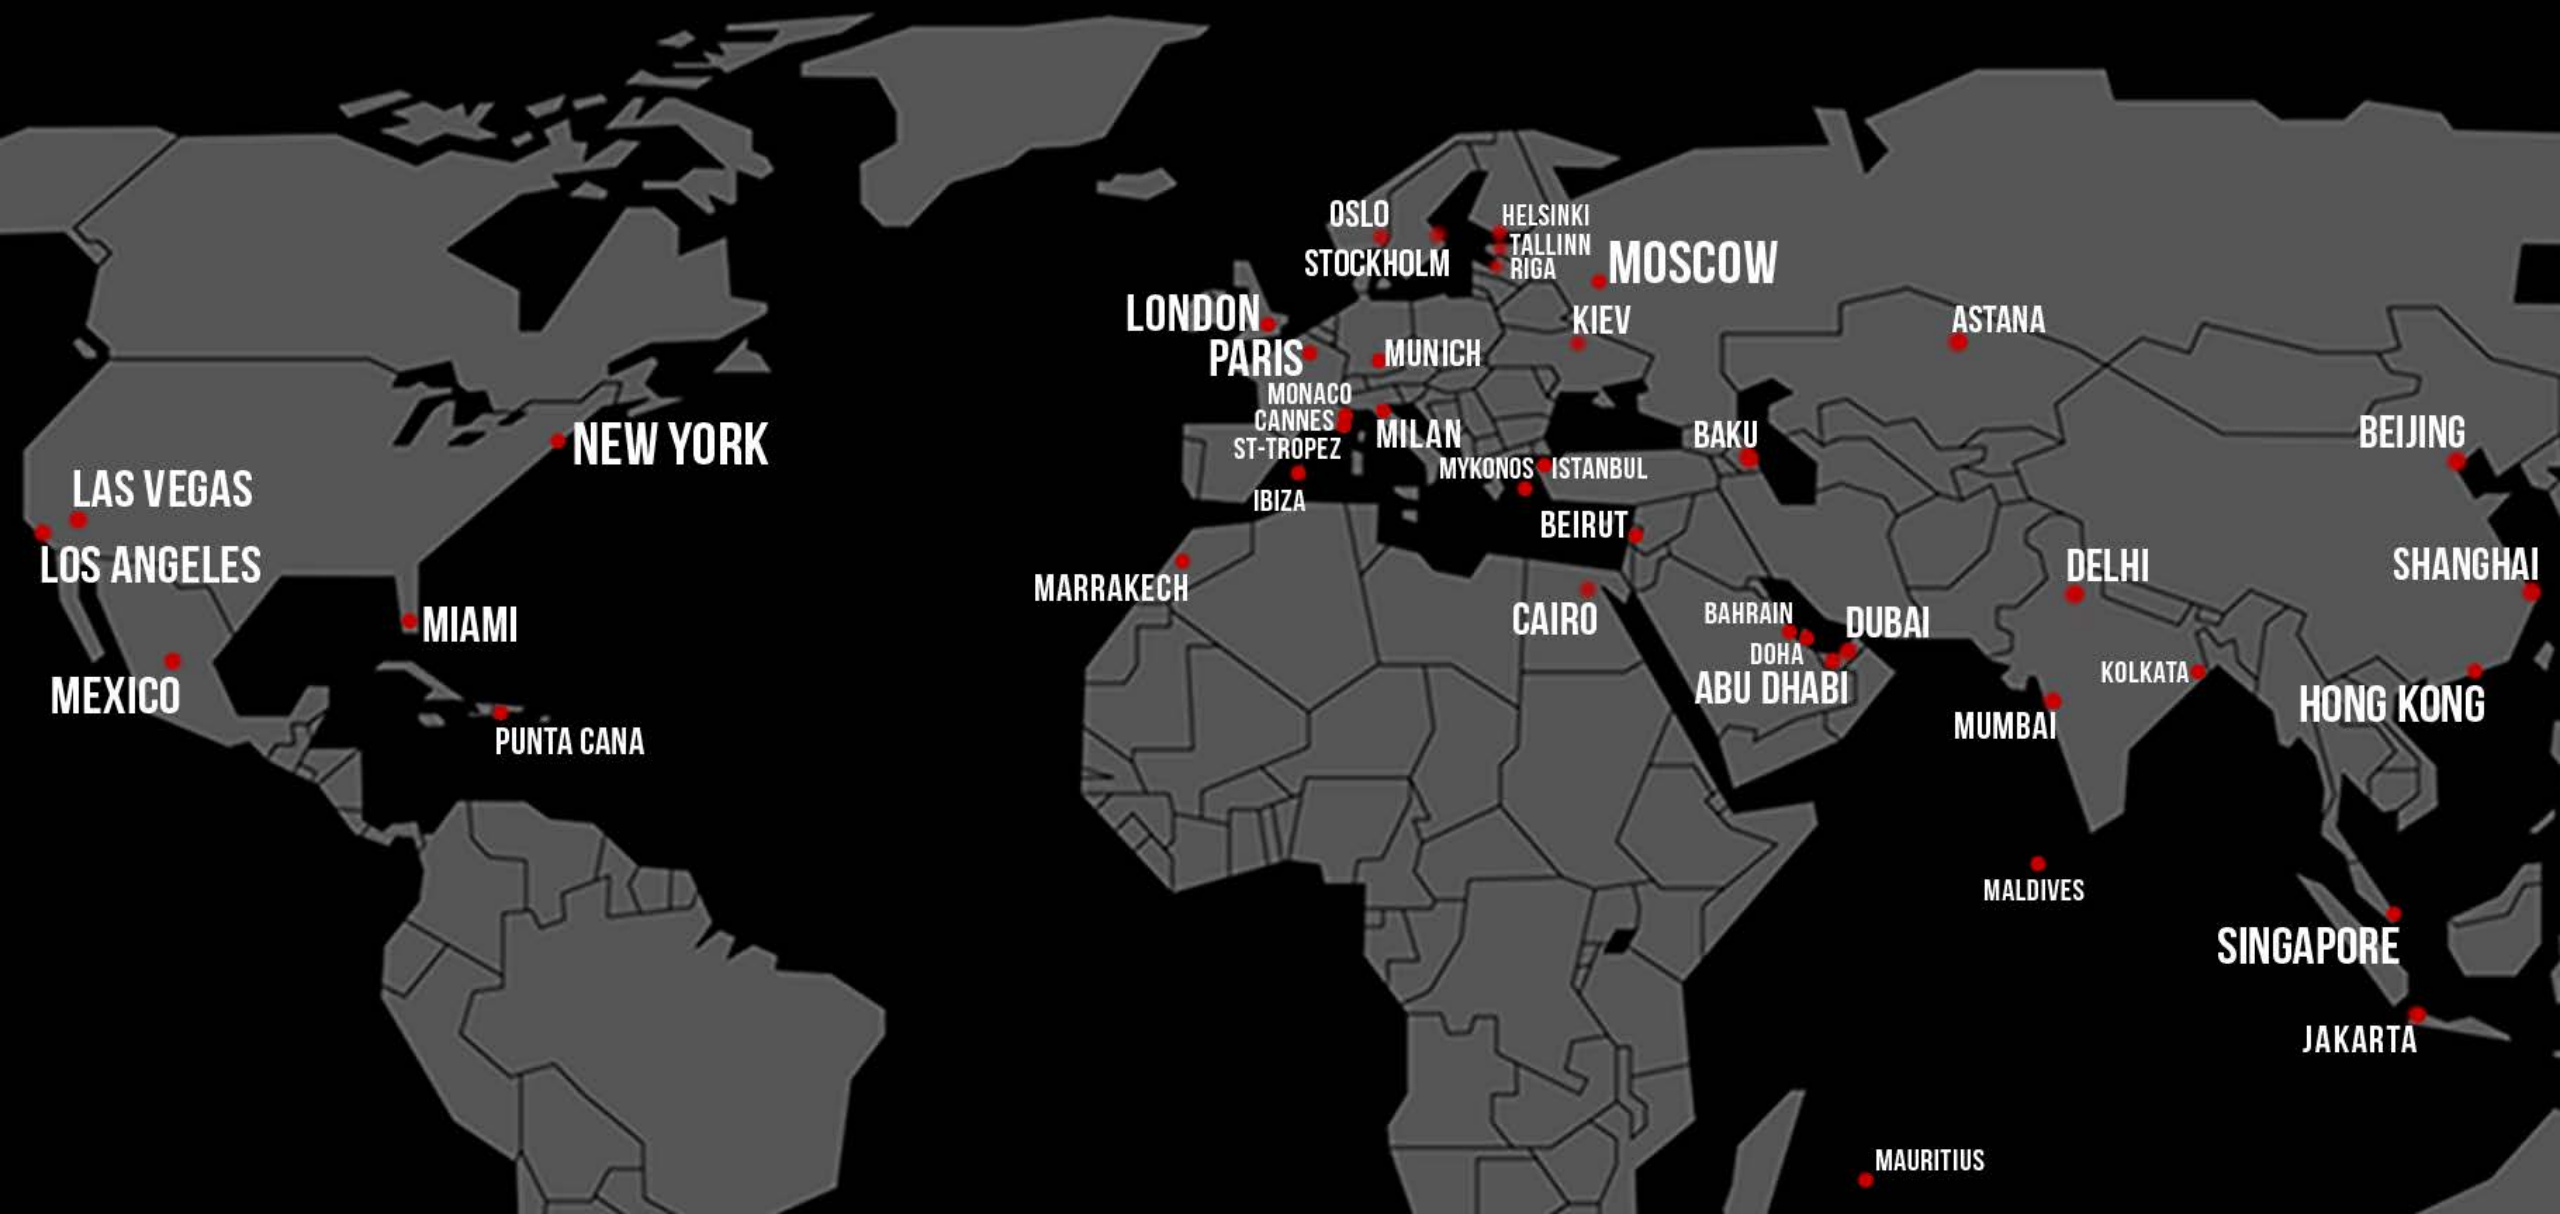 OSLO
HELSINKI
TALLINN
STOCKHOLM
RIGA
MOSCOW
LONDON
KIEV
ASTANA
PARIS
MUNICH
MONACO
CANNES
ST-TROPEZ
MILAN
BAKU
BEIJING
NEW YORK
MYKONOS
ISTANBUL
LAS VEGAS
IBIZA
BEIRUT
LOS ANGELES
MARRAKECH
DELHI
SHANGHAI
CAIRO
MIAMI
BAHRAIN
DUBAI
DOHA
ABU DHABI
KOLKATA
MEXICO
HONG KONG
PUNTA CANA
MUMBAI
MALDIVES
SINGAPORE
JAKARTA
MAURITIUS